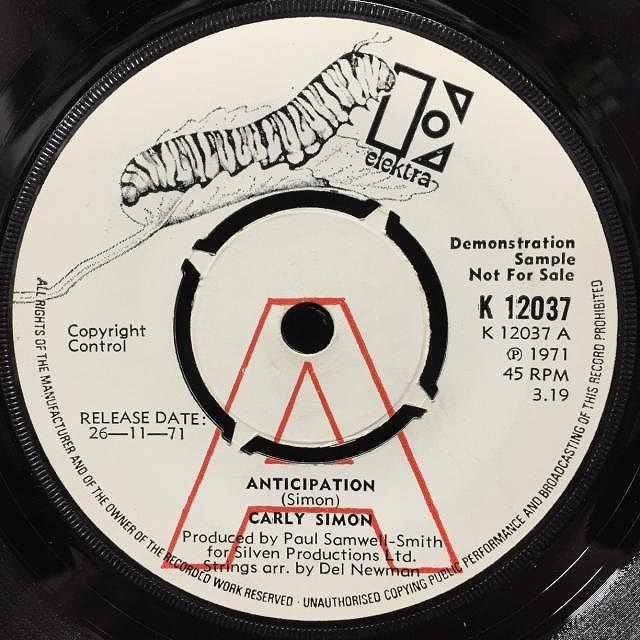 elektra
Demonstration
Sample
Not For Sale
K 12037
K 12037 A
℗ 1971
45 RPM
3.19
Copyright
Control
RELEASE DATE:
26—11—71
A
ANTICIPATION
(Simon)
CARLY SIMON
Produced by Paul Samwell-Smith
for Silven Productions Ltd.
Strings arr. by Del Newman
ALL RIGHTS OF THE MANUFACTURER AND OF THE OWNER OF THE RECORDED WORK RESERVED · UNAUTHORISED COPYING PUBLIC PERFORMANCE AND BROADCASTING OF THIS RECORD PROHIBITED